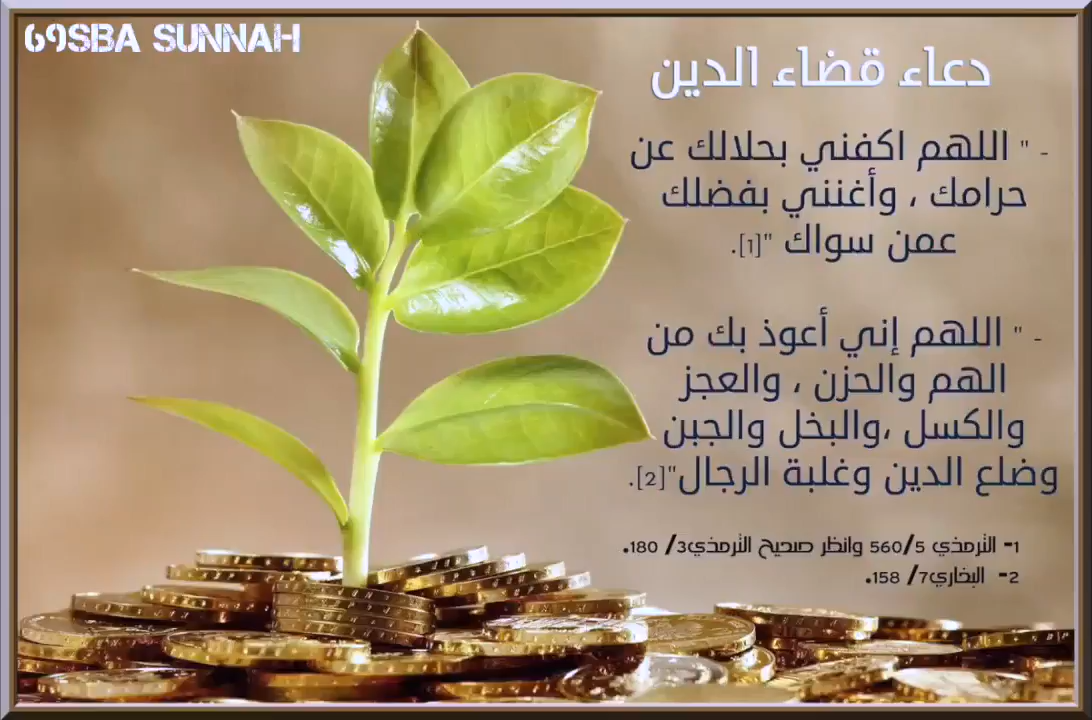 69SBA SUNNAH
دعاء قضاء الدين
- " اللهم اكفني بحلالك عن
حرامك ، وأغنني بفضلك
عمن سواك "[1].
- " اللهم إني أعوذ بك من
الهم والحزن ، والعجز
والكسل ،والبخل والجبن
وضلع الدين وغلبة الرجال"[2].
1- الترمذي 560/5 وانظر صحيح الترمذي3/ 180.
2- البخاري7/ 158.